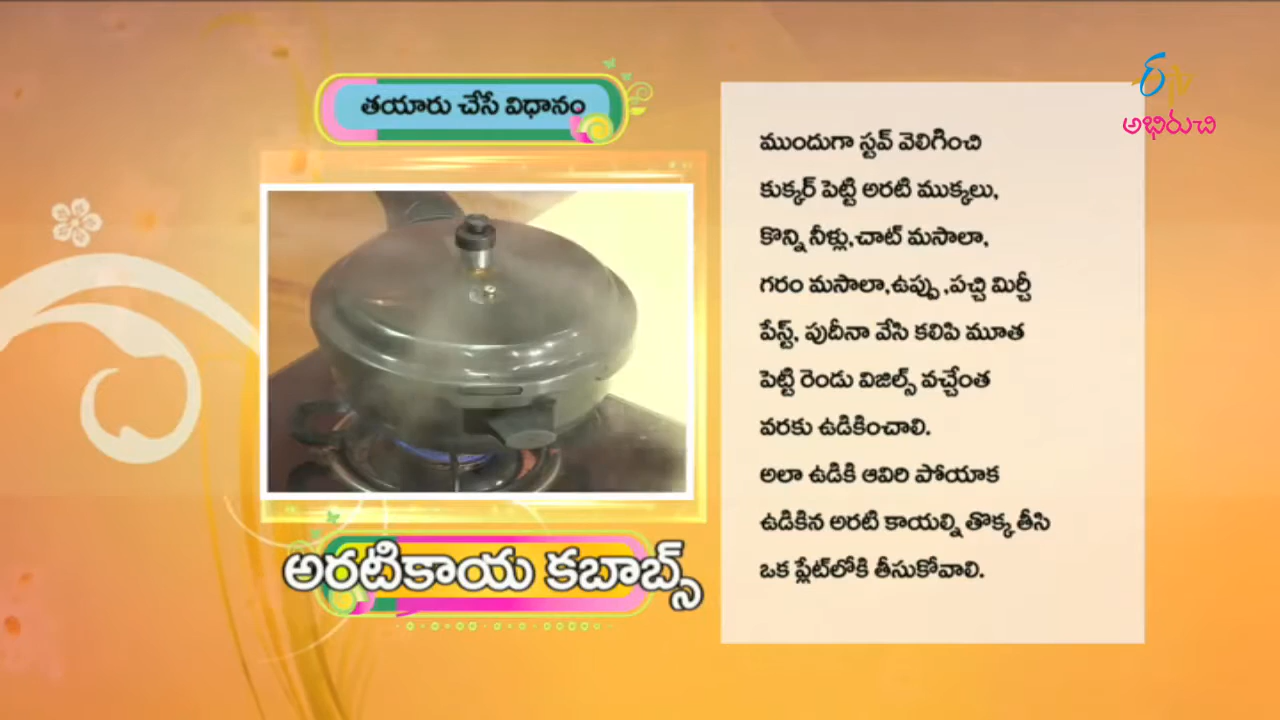 తయారు చేసే విధానం
అరటికాయ కబాబ్స్
ETV
అభిరుచి
ముందుగా స్టవ్ వెలిగించి
కుక్కర్ పెట్టి అరటి ముక్కలు,
కొన్ని నీళ్లు,చాట్ మసాలా,
గరం మసాలా,ఉప్పు ,పచ్చి మిర్చీ
పేస్ట్, పుదీనా వేసి కలిపి మూత
పెట్టి రెండు విజిల్స్ వచ్చేంత
వరకు ఉడికించాలి.
అలా ఉడికి ఆవిరి పోయాక
ఉడికిన అరటి కాయల్ని తొక్క తీసి
ఒక ప్లేట్‌లోకి తీసుకోవాలి.